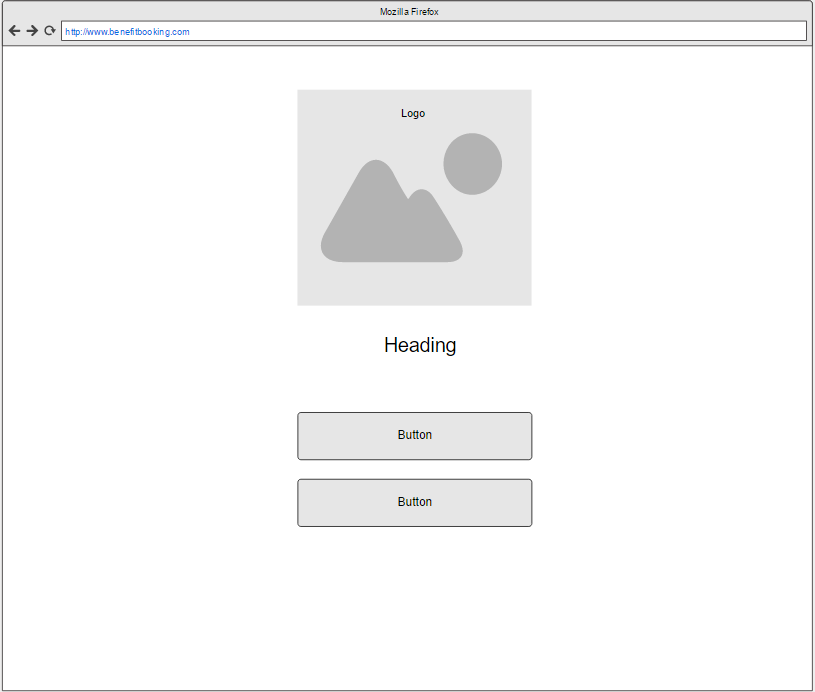 Mozilla Firefox
http://www.benefitbooking.com
Logo
Heading
Button
Button